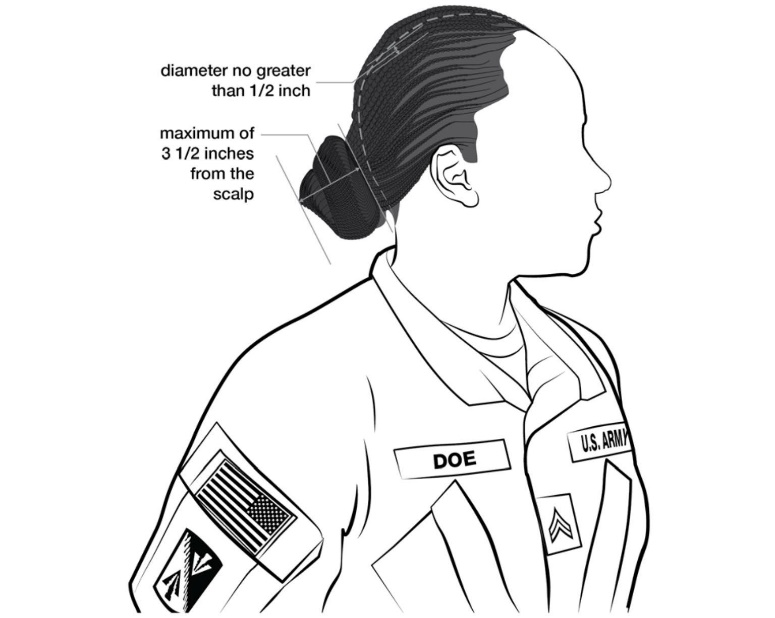 diameter no greater
than 1/2 inch
maximum of
3 1/2 inches
from the
scalp
DOE
U.S. ARMY